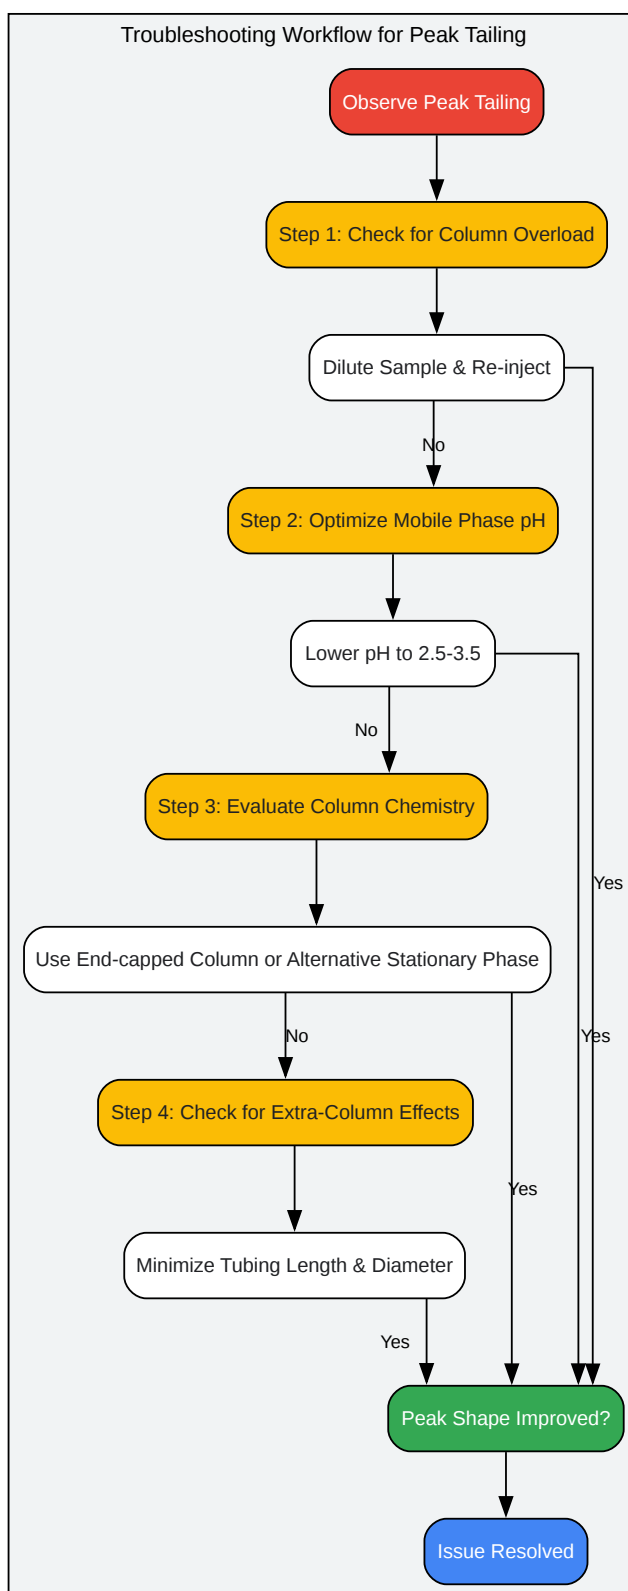 Troubleshooting Workflow for Peak Tailing
Observe Peak Tailing
Step 1: Check for Column Overload
Dilute Sample & Re-inject
No
Step 2: Optimize Mobile Phase pH
Lower pH to 2.5-3.5
No
Step 3: Evaluate Column Chemistry
Yes
Use End-capped Column or Alternative Stationary Phase
No
Yes
Step 4: Check for Extra-Column Effects
Yes
Minimize Tubing Length & Diameter
Yes
Peak Shape Improved?
Issue Resolved